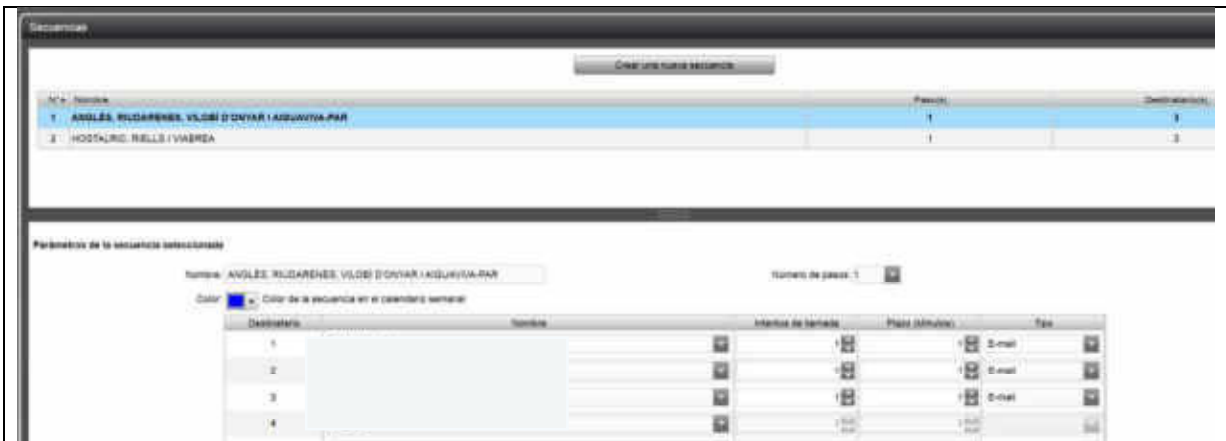 Secuencias
Crear una nueva secuencia
Nº Nombre Paso(s) Destinatario(s)
1 ANGLÈS, RIUDARENES, VILOBÍ D'ONYAR I AIGUAVIVA-PAR 1 3
2 HOSTALRIC, RIELLS I VIABREA 1 3
Parámetros de la secuencia seleccionada
Nombre: ANGLÈS, RIUDARENES, VILOBÍ D'ONYAR I AIGUAVIVA-PAR Número de pasos: 1
Color: Color de la secuencia en el calendario semanal
Destinatario Nombre Intentos de llamada Plazo (Minutos) Tipo
1 1 1 E-mail
2 1 1 E-mail
3 1 1 E-mail
4